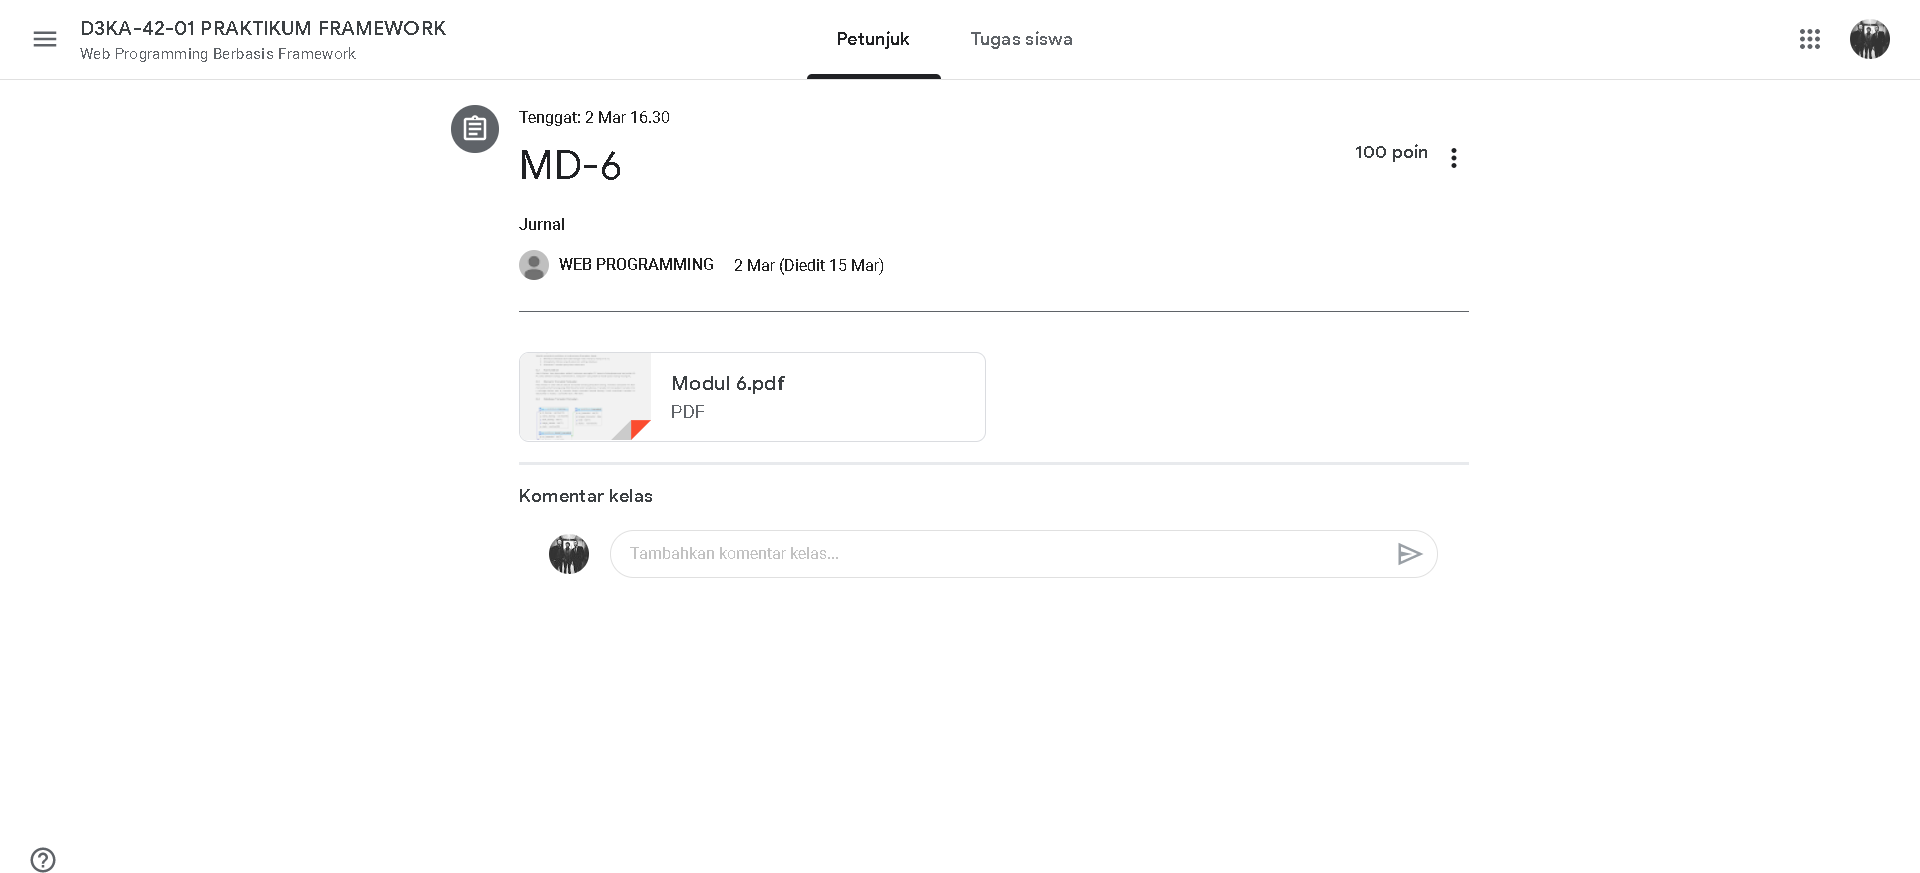 D3KA-42-01 PRAKTIKUM FRAMEWORK
Web Programming Berbasis Framework
Petunjuk
Tugas siswa
Tenggat: 2 Mar 16.30
MD-6
100 poin
Jurnal
WEB PROGRAMMING
2 Mar (Diedit 15 Mar)
Modul 6.pdf
PDF
Komentar kelas
Tambahkan komentar kelas...